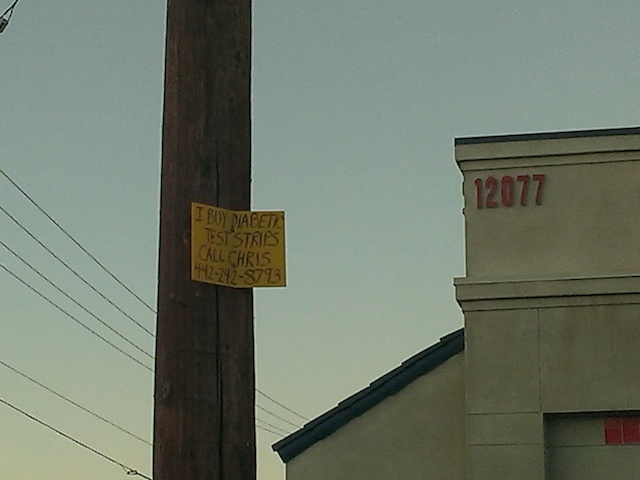 I BUY DIABETIC
TEST STRIPS
CALL CHRIS
442-242-8793
12077